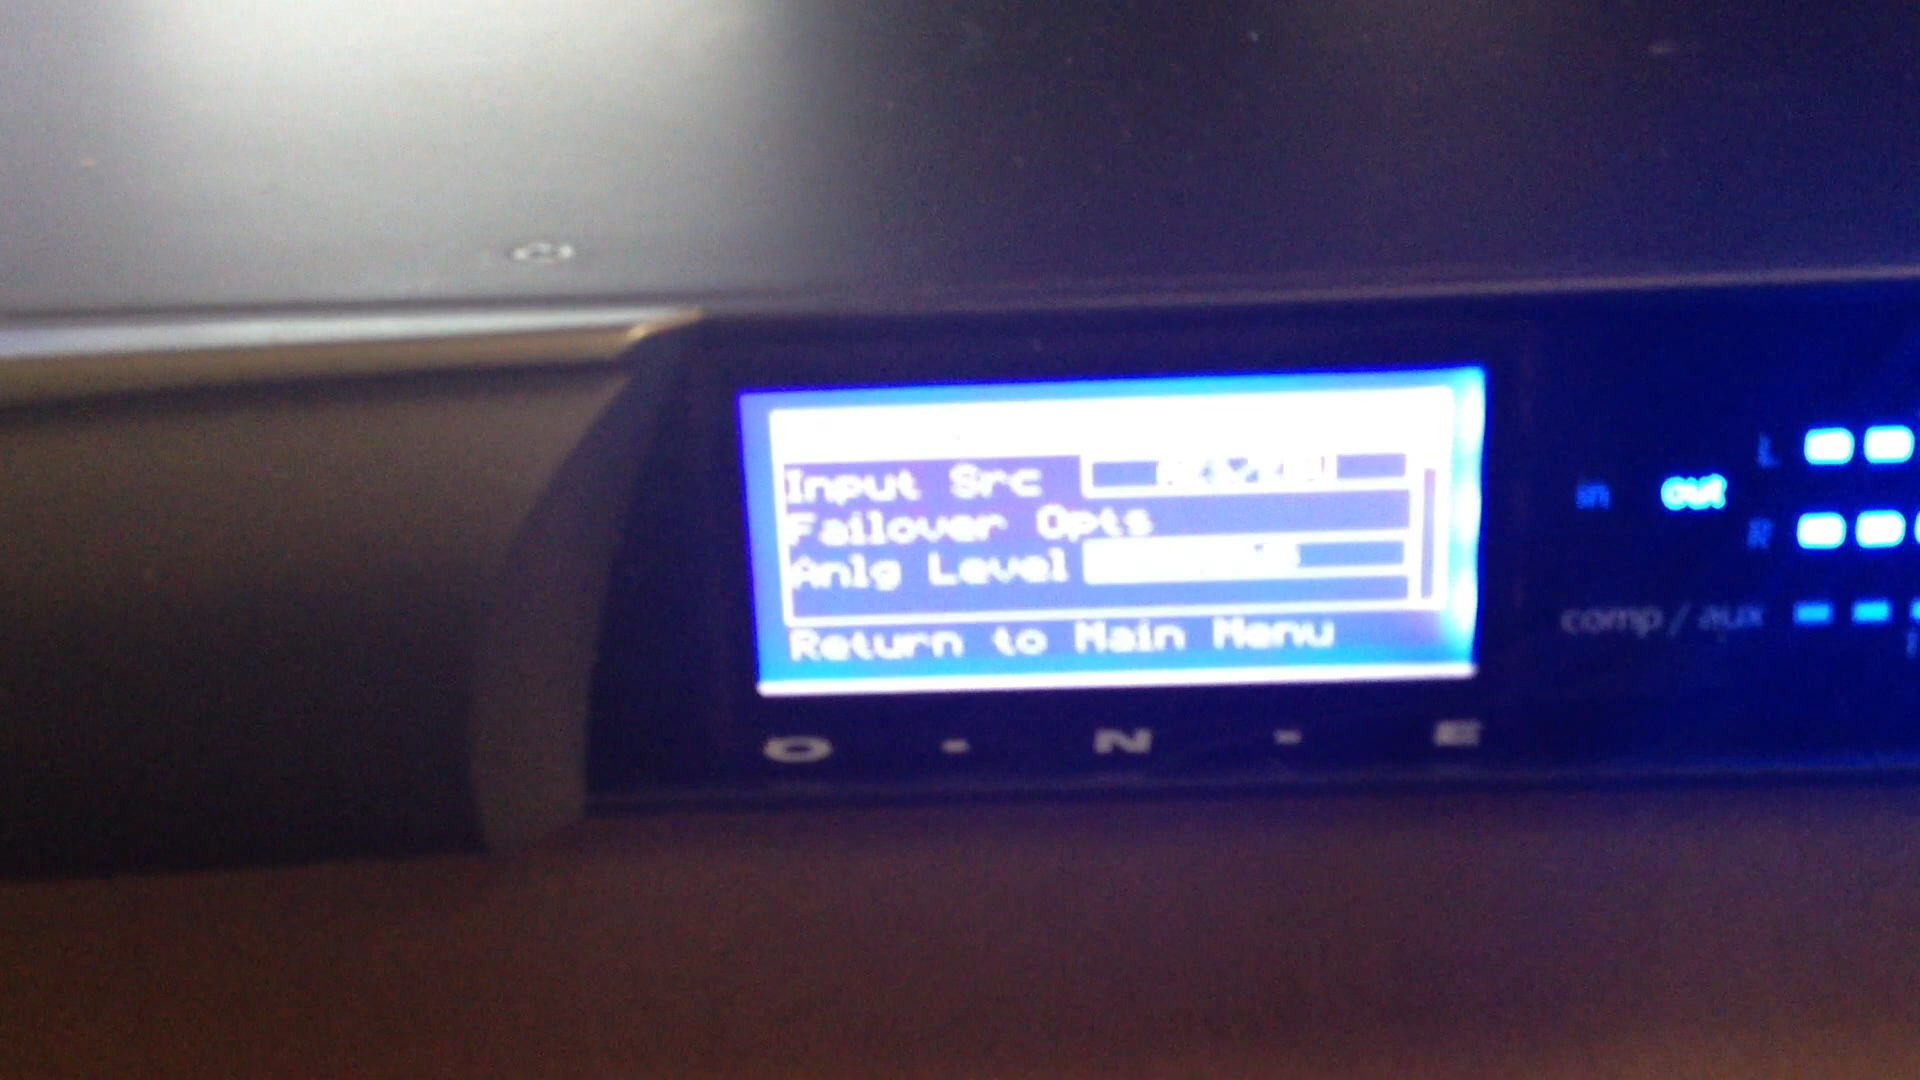 Input Src
Failover Opts
Anlg Level
Return to Main Menu
O - N - E
in out
L
R
comp/aux